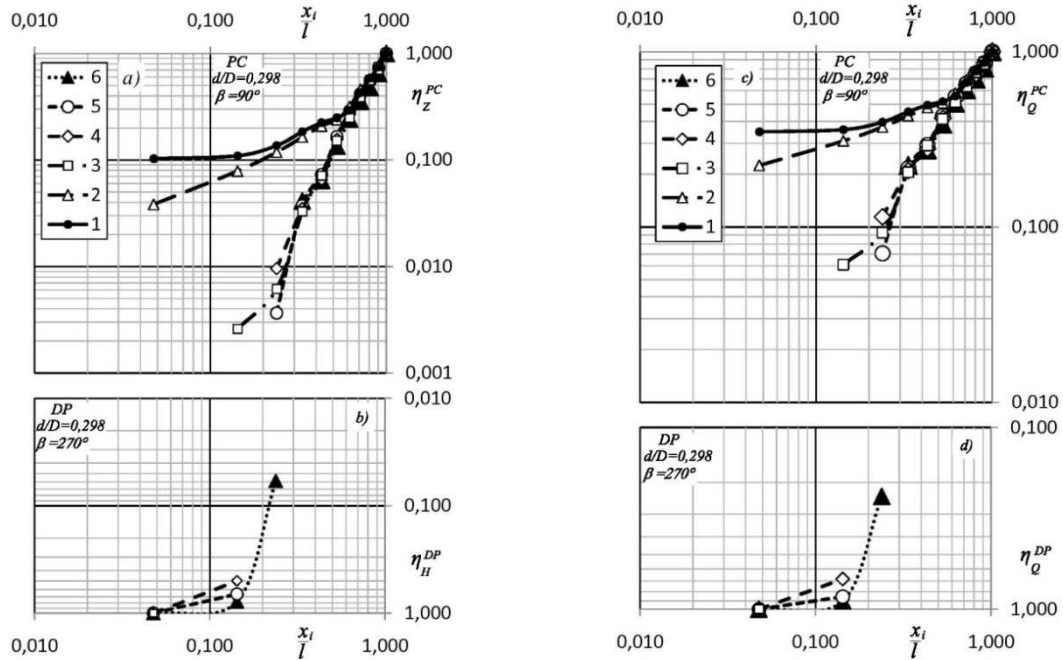 0,010 0,100 x_i/l 1,000
a) PC
d/D=0,298
β=90º
6
5
4
3
2
1
1,000
η_Z^PC
0,100
0,010
0,001
DP
d/D=0,298
β=270º
b)
0,010
0,100
η_H^DP
1,000
0,010 0,100 x_i/l 1,000
0,010 0,100 x_i/l 1,000
c) PC
d/D=0,298
β=90º
6
5
4
3
2
1
1,000
η_Q^PC
0,100
0,010
DP
d/D=0,298
β=270º
d)
0,100
η_Q^DP
1,000
0,010 0,100 x_i/l 1,000